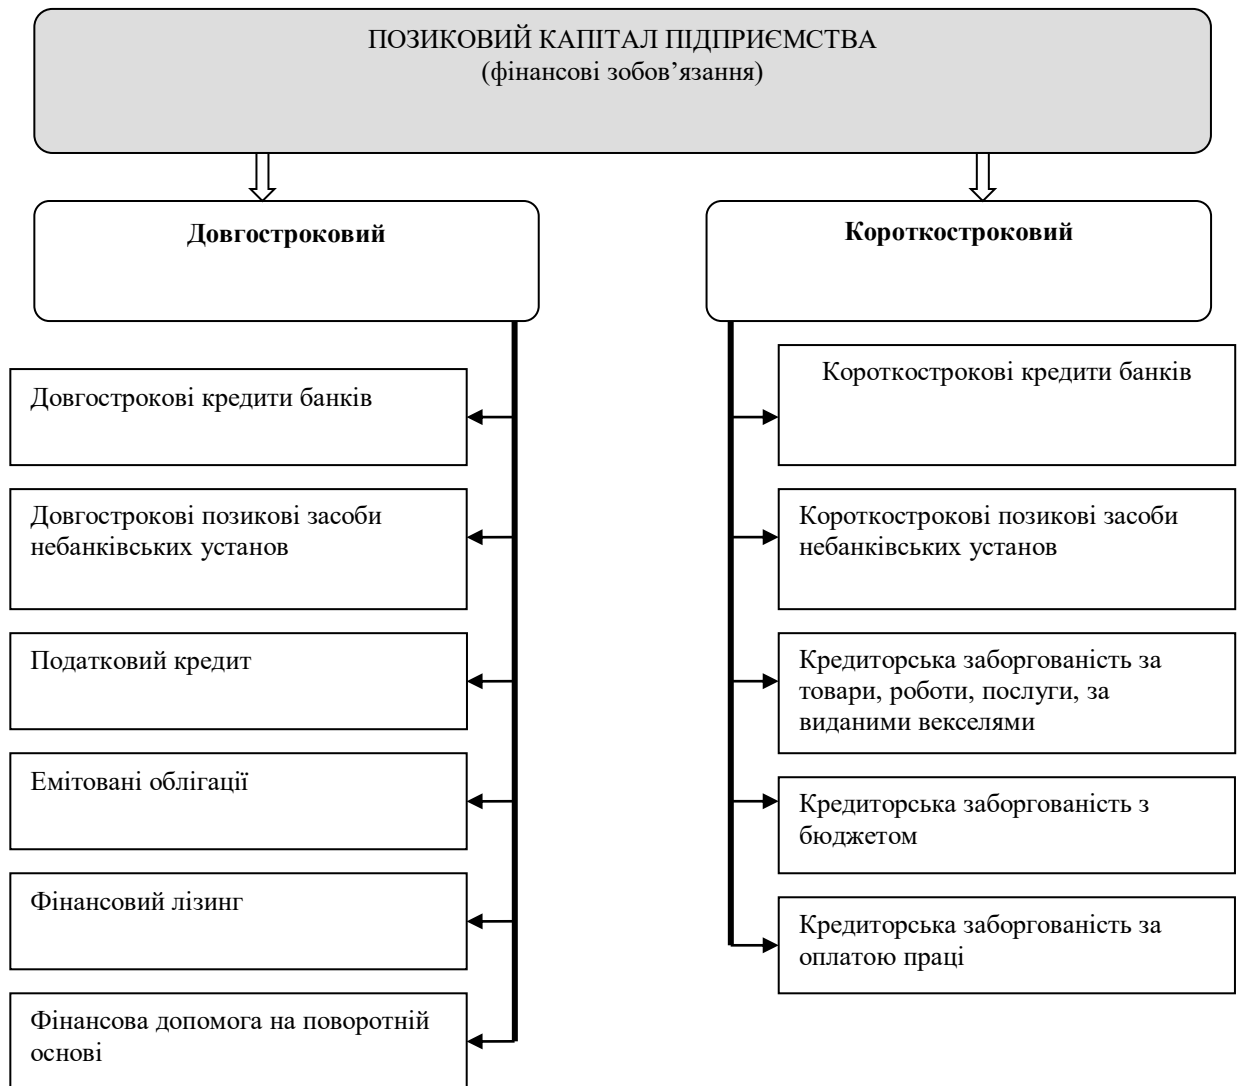 ПОЗИКОВИЙ КАПІТАЛ ПІДПРИЄМСТВА
(фінансові зобов’язання)
Довгостроковий
Довгострокові кредити банків
Довгострокові позикові засоби
небанківських установ
Податковий кредит
Емітовані облігації
Фінансовий лізинг
Фінансова допомога на поворотній
основі
Короткостроковий
Короткострокові кредити банків
Короткострокові позикові засоби
небанківських установ
Кредиторська заборгованість за
товари, роботи, послуги, за
виданими векселями
Кредиторська заборгованість з
бюджетом
Кредиторська заборгованість за
оплатою праці